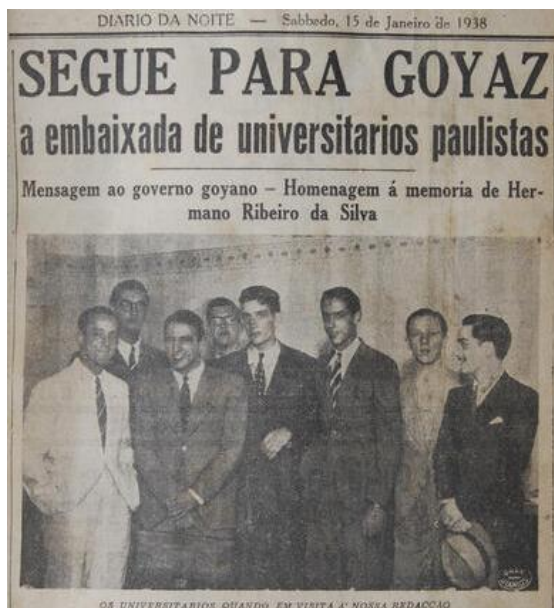 DIARIO DA NOITE — Sabbado, 15 de Janeiro de 1938
SEGUE PARA GOYAZ
a embaixada de universitarios paulistas
Mensagem ao governo goyano – Homenagem á memoria de Her-
mano Ribeiro da Silva
OS UNIVERSITARIOS QUANDO EM VISITA A' NOSSA REDACÇÃO